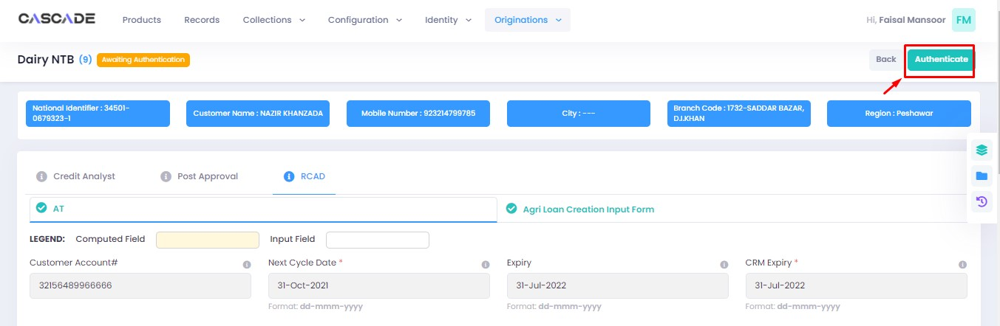 CASCADE Products Records Collections Configuration Identity Originations Hi, Faisal Mansoor FM
Dairy NTB (9) Awaiting Authentication Back Authenticate
National Identifier : 34501-
0679323-1
Customer Name : NAZIR KHANZADA
Mobile Number : 923214799785
City : ---
Branch Code : 1732-SADDAR BAZAR,
D.I.KHAN
Region : Peshawar
Credit Analyst Post Approval RCAD
AT Agri Loan Creation Input Form
LEGEND: Computed Field Input Field
Customer Account# Next Cycle Date * Expiry CRM Expiry *
32156489966666 31-Oct-2021 31-Jul-2022 31-Jul-2022
Format: dd-mmm-yyyy Format: dd-mmm-yyyy Format: dd-mmm-yyyy